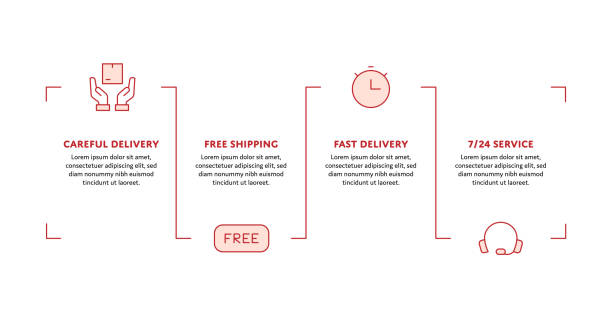 CAREFUL DELIVERY
Lorem ipsum dolor sit amet,
consectetuer adipiscing elit, sed
diam nonummy nibh euismod
tincidunt ut laoreet.
FREE SHIPPING
Lorem ipsum dolor sit amet,
consectetuer adipiscing elit, sed
diam nonummy nibh euismod
tincidunt ut laoreet.
FREE
FAST DELIVERY
Lorem ipsum dolor sit amet,
consectetuer adipiscing elit, sed
diam nonummy nibh euismod
tincidunt ut laoreet.
7/24 SERVICE
Lorem ipsum dolor sit amet,
consectetuer adipiscing elit, sed
diam nonummy nibh euismod
tincidunt ut laoreet.